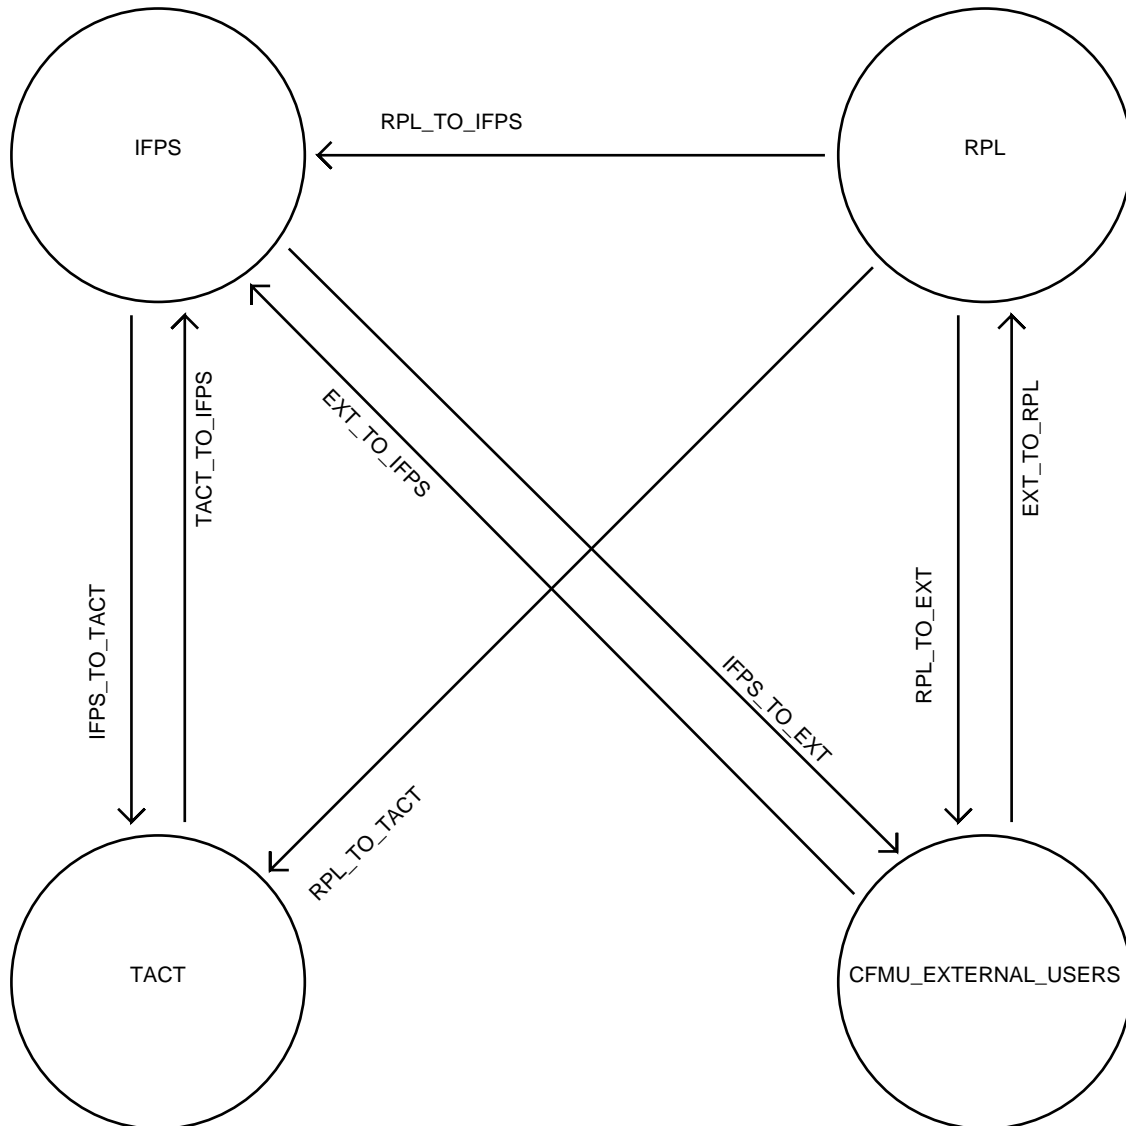 RPL_TO_IFPS
IFPS
RPL
EXT_TO_IFPS
TACT_TO_IFPS
EXT_TO_RPL
IFPS_TO_TACT
RPL_TO_EXT
IFPS_TO_EXT
RPL_TO_TACT
TACT
CFMU_EXTERNAL_USERS